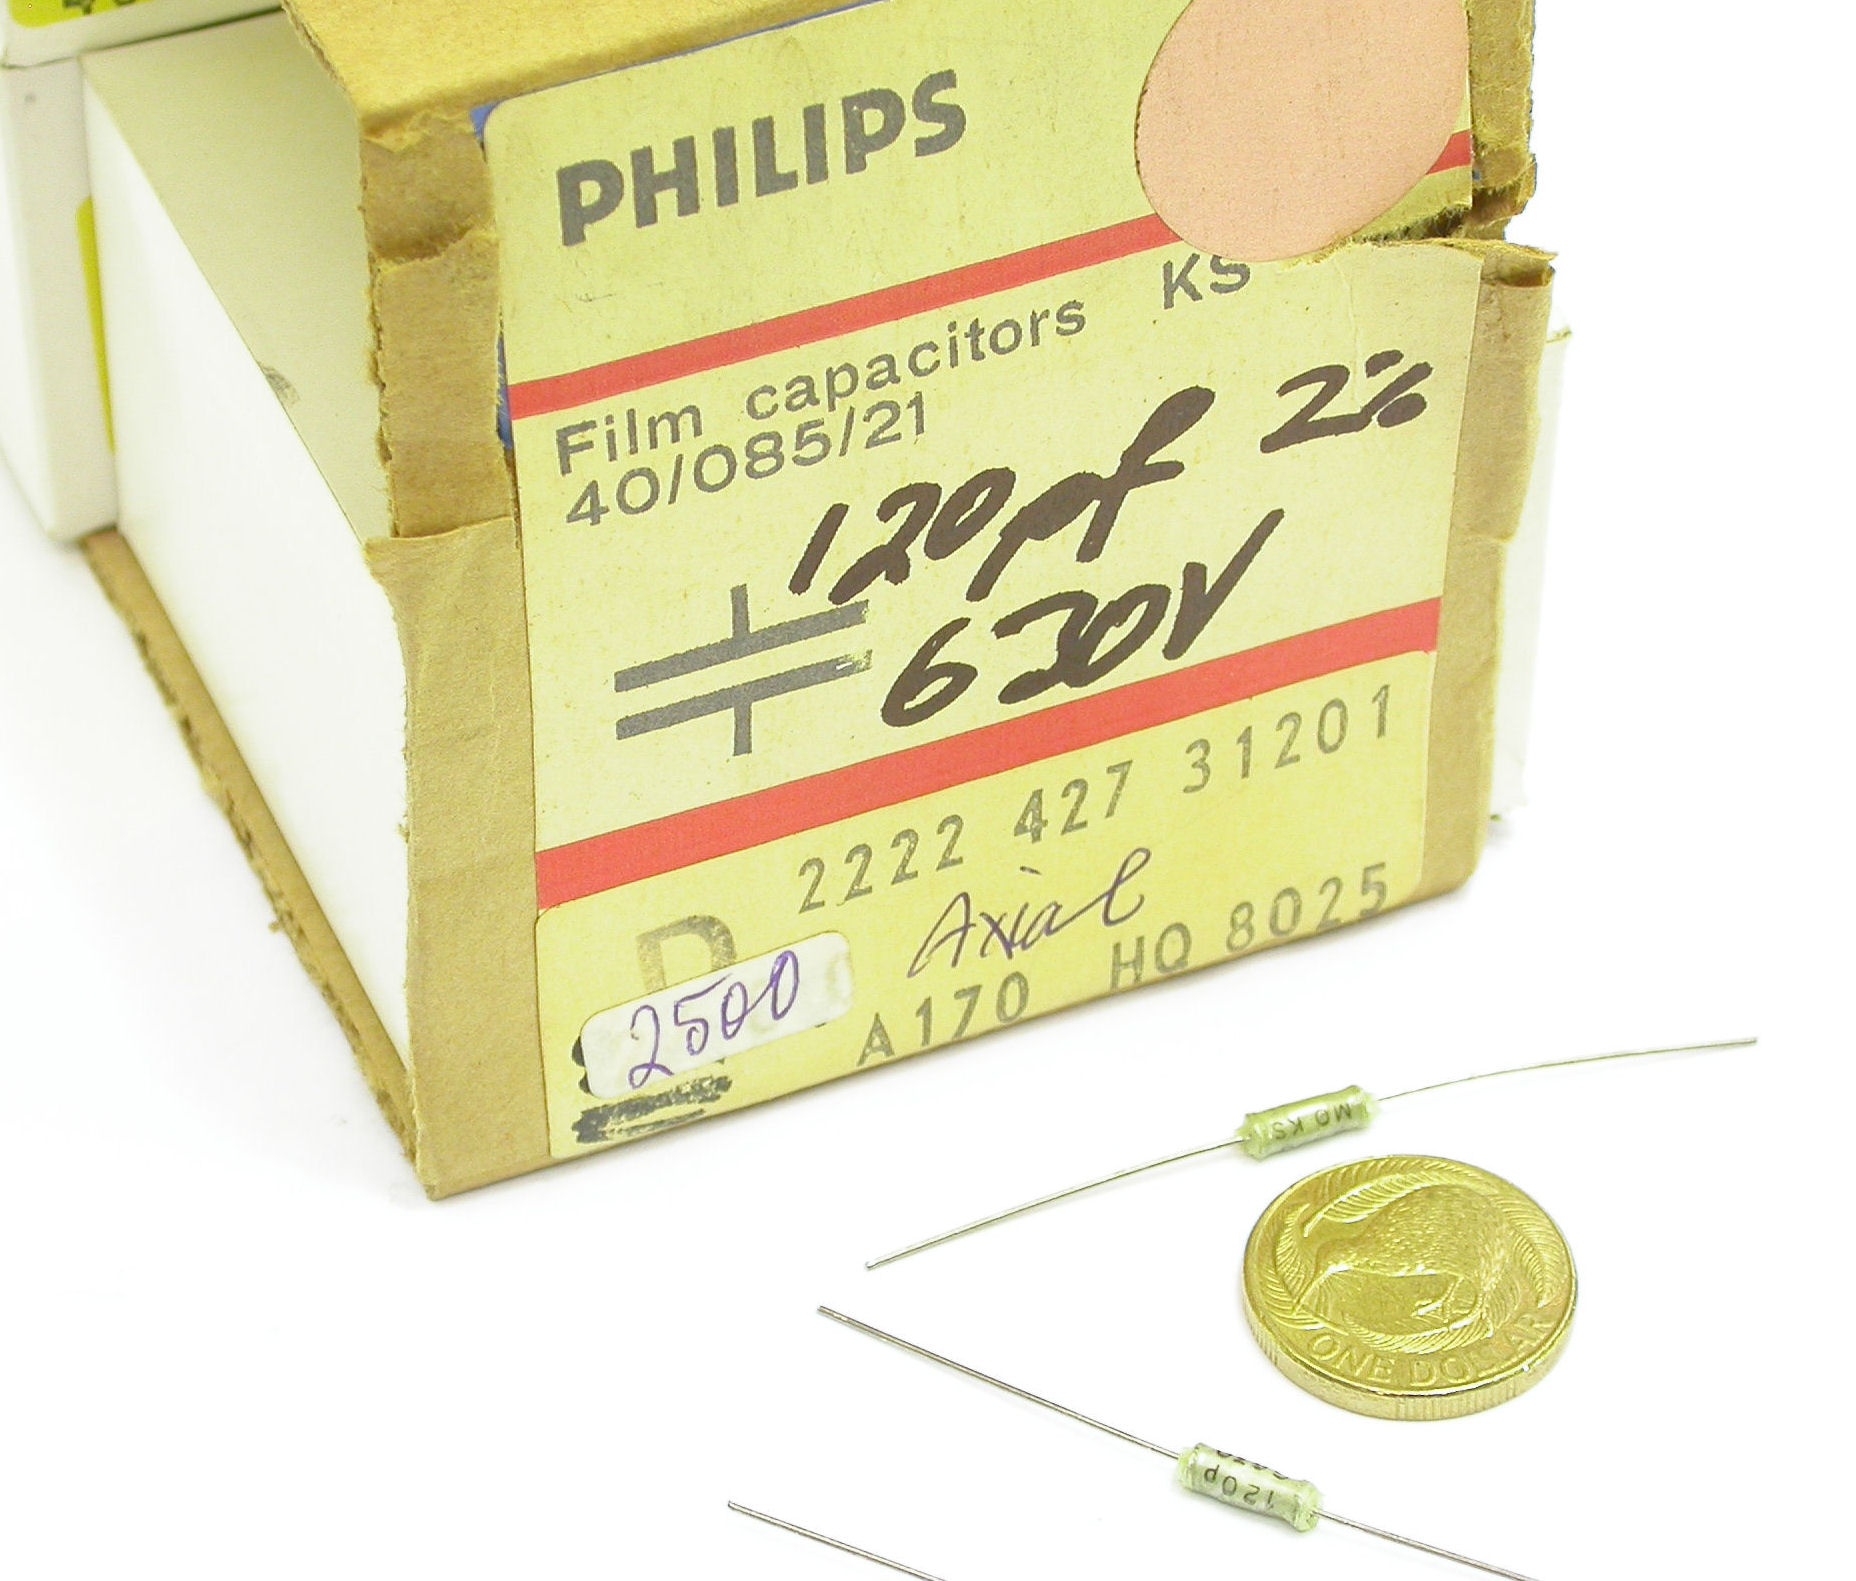 PHILIPS
Film capacitors KS
40/085/21
120pf 2%
630V
2222 427 31201
Axial
D
2500
A170 HQ 8025
MO KS
ONE DOLLAR
120p